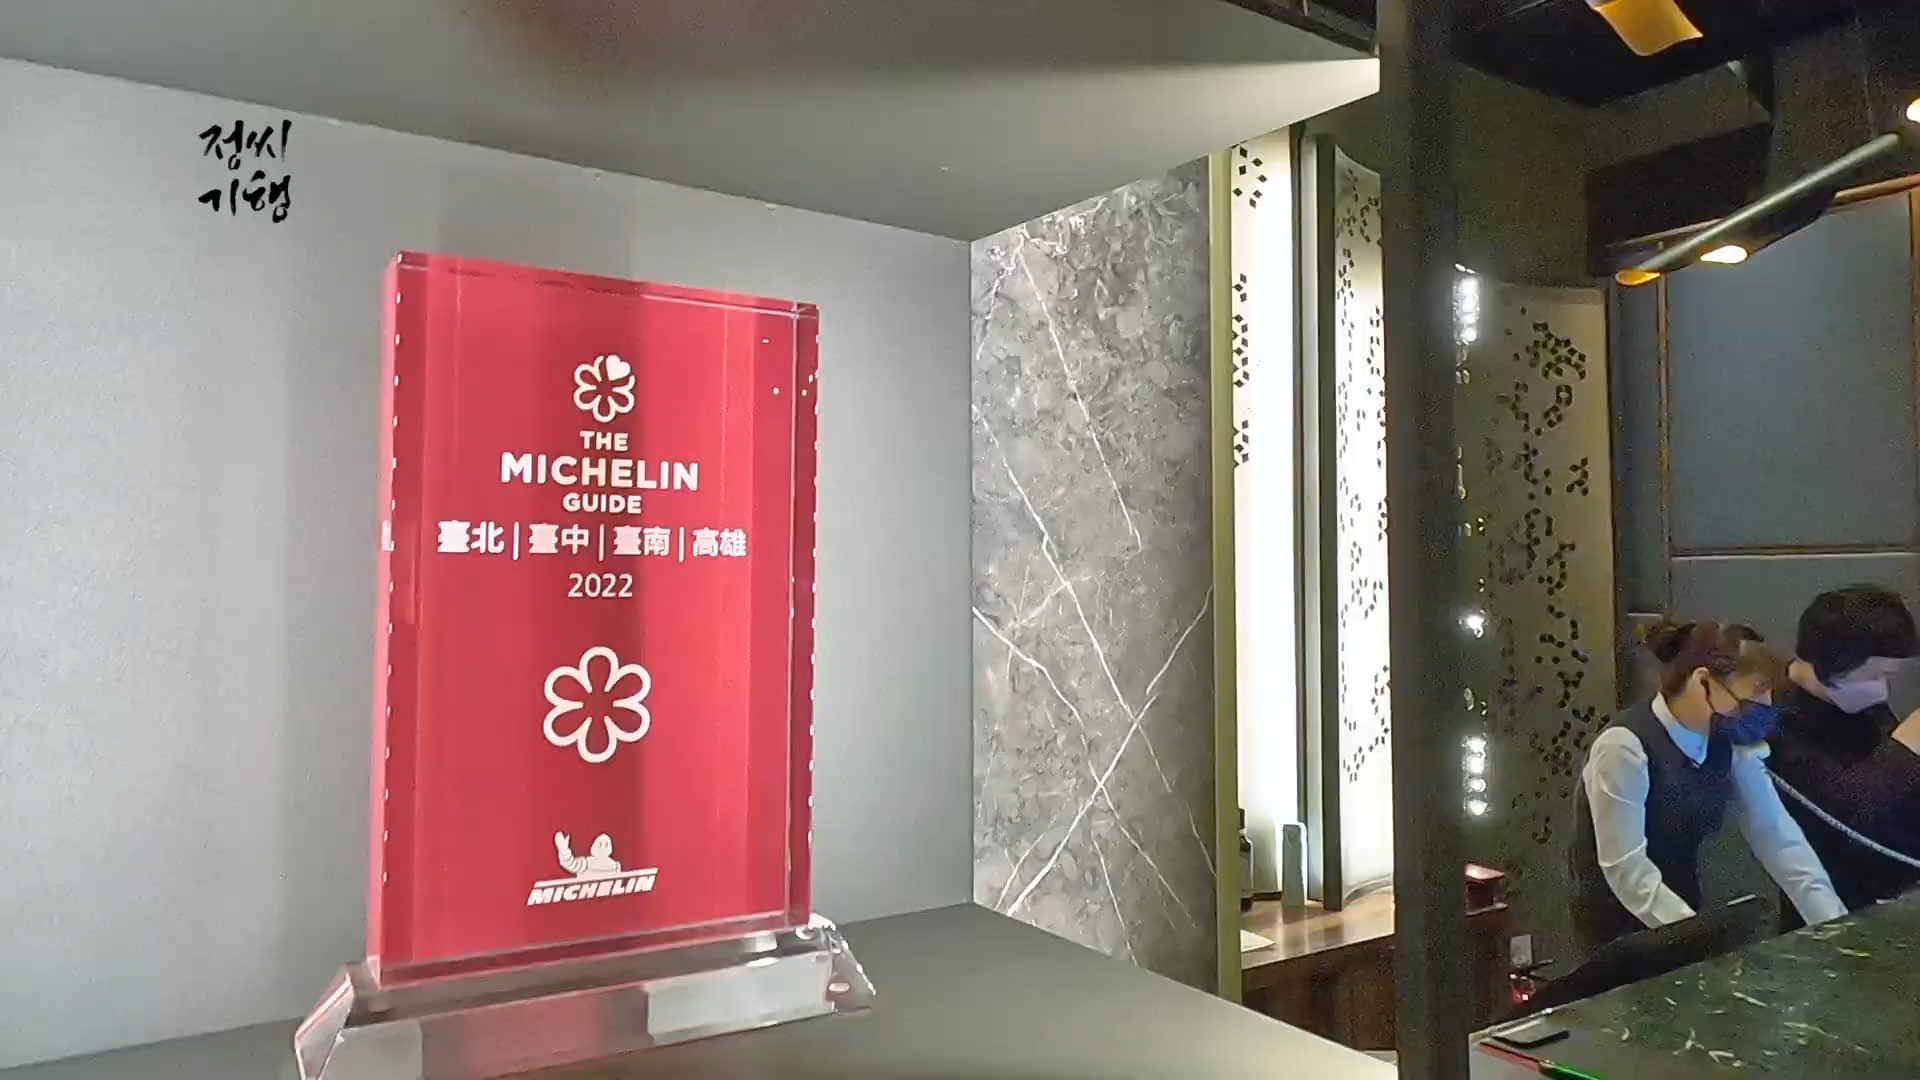 정씨
기행
THE
MICHELIN
GUIDE
臺北 | 臺中 | 臺南 | 高雄
2022
MICHELIN